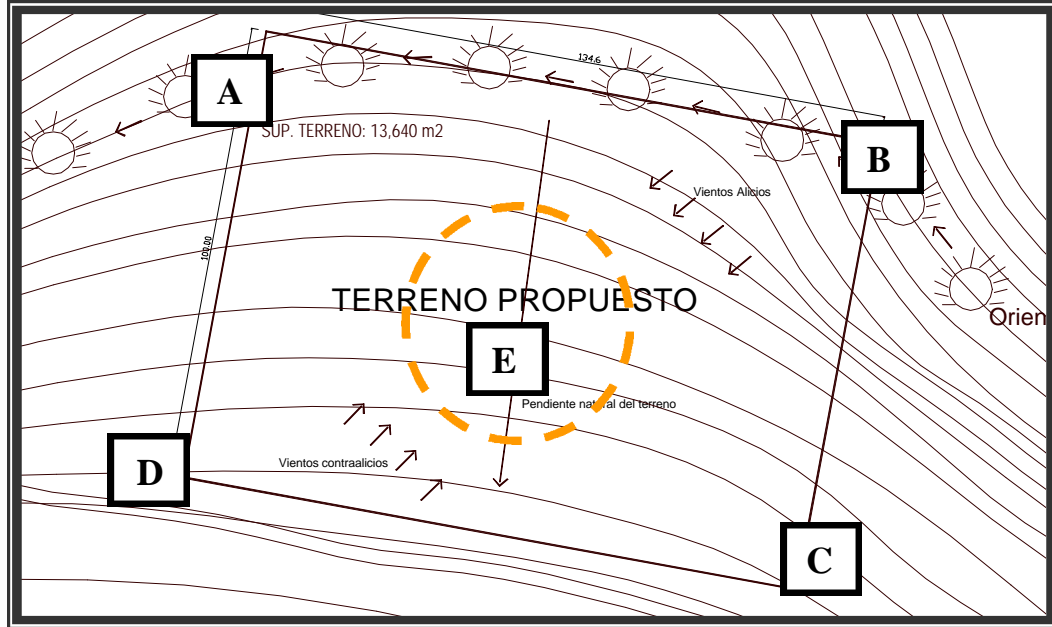 134.6
A
SUP. TERRENO: 13,640 m2
B
Vientos Alicios
100.00
TERRENO PROPUESTO
Orien
E
Pendiente natural del terreno
D
Vientos contraalicios
C